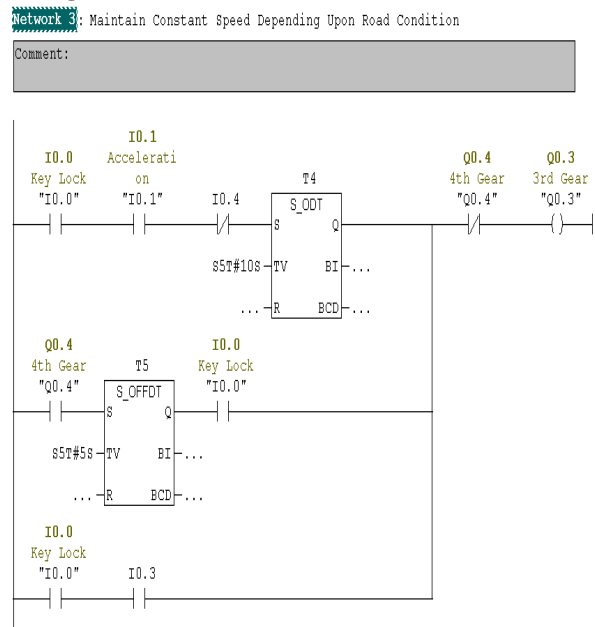 Network 3: Maintain Constant Speed Depending Upon Road Condition
Comment:
I0.1
I0.0 Accelerati Q0.4 Q0.3
Key Lock on T4 4th Gear 3rd Gear
"I0.0" "I0.1" I0.4 S_ODT "Q0.4" "Q0.3"
S Q
S5T#10S TV BI ...
... R BCD ...
Q0.4 I0.0
4th Gear T5 Key Lock
"Q0.4" S_OFFDT "I0.0"
S Q
S5T#5S TV BI ...
... R BCD ...
I0.0
Key Lock
"I0.0" I0.3